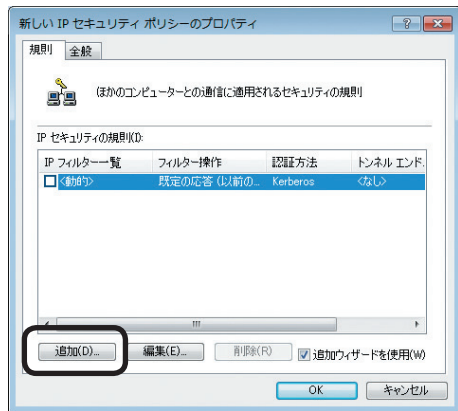 新しい IP セキュリティ ポリシーのプロパティ
規則 全般
ほかのコンピューターとの通信に適用されるセキュリティの規則
IP セキュリティの規則(I):
IP フィルター一覧 フィルター操作 認証方法 トンネル エンド.
<動的> 既定の応答 (以前の... Kerberos <なし>
追加(D)... 編集(E)... 削除(R) 追加ウィザードを使用(W)
OK キャンセル